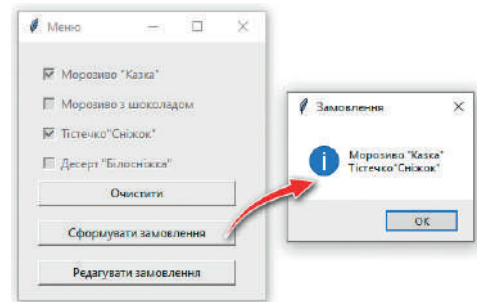 Меню
Морозиво "Казка"
Морозиво з шоколадом
Тістечко"Сніжок"
Десерт "Білосніжка"
Очистити
Сформувати замовлення
Редагувати замовлення
Замовлення
Морозиво "Казка"
Тістечко"Сніжок"
OK